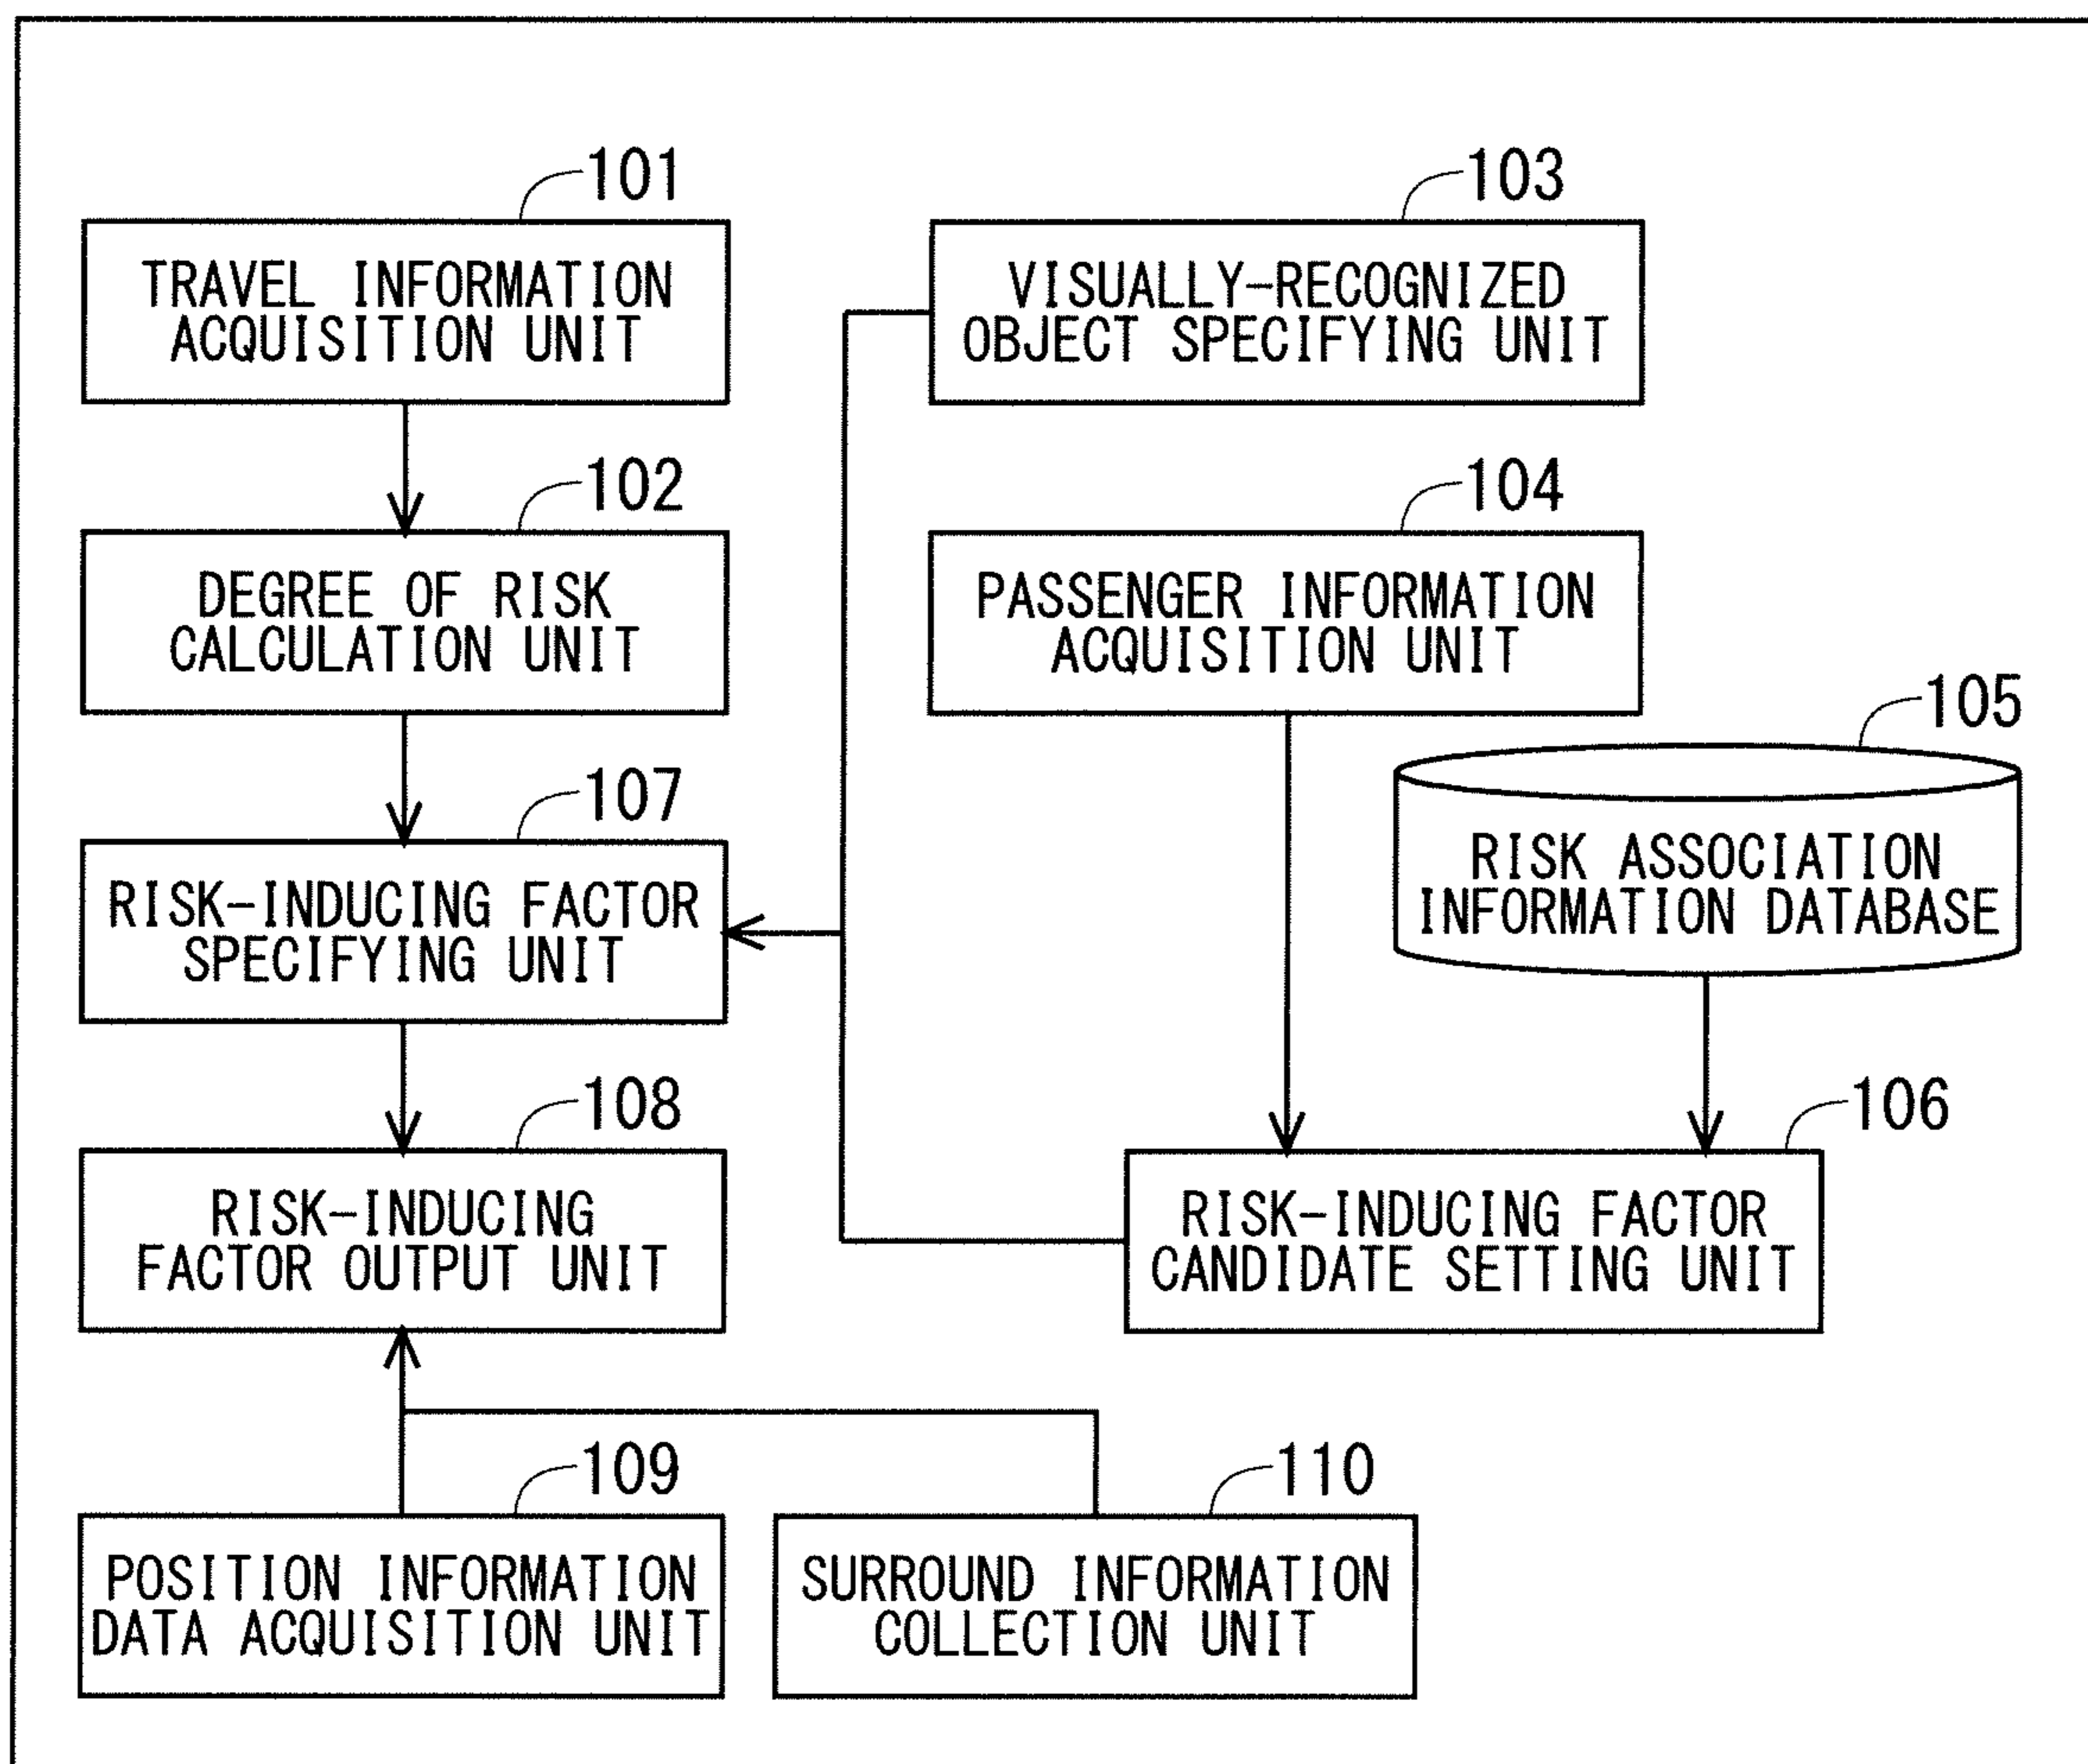 101
TRAVEL INFORMATION
ACQUISITION UNIT
103
VISUALLY-RECOGNIZED
OBJECT SPECIFYING UNIT
102
DEGREE OF RISK
CALCULATION UNIT
104
PASSENGER INFORMATION
ACQUISITION UNIT
105
RISK ASSOCIATION
INFORMATION DATABASE
107
RISK-INDUCING FACTOR
SPECIFYING UNIT
108
RISK-INDUCING
FACTOR OUTPUT UNIT
106
RISK-INDUCING FACTOR
CANDIDATE SETTING UNIT
109
POSITION INFORMATION
DATA ACQUISITION UNIT
110
SURROUND INFORMATION
COLLECTION UNIT